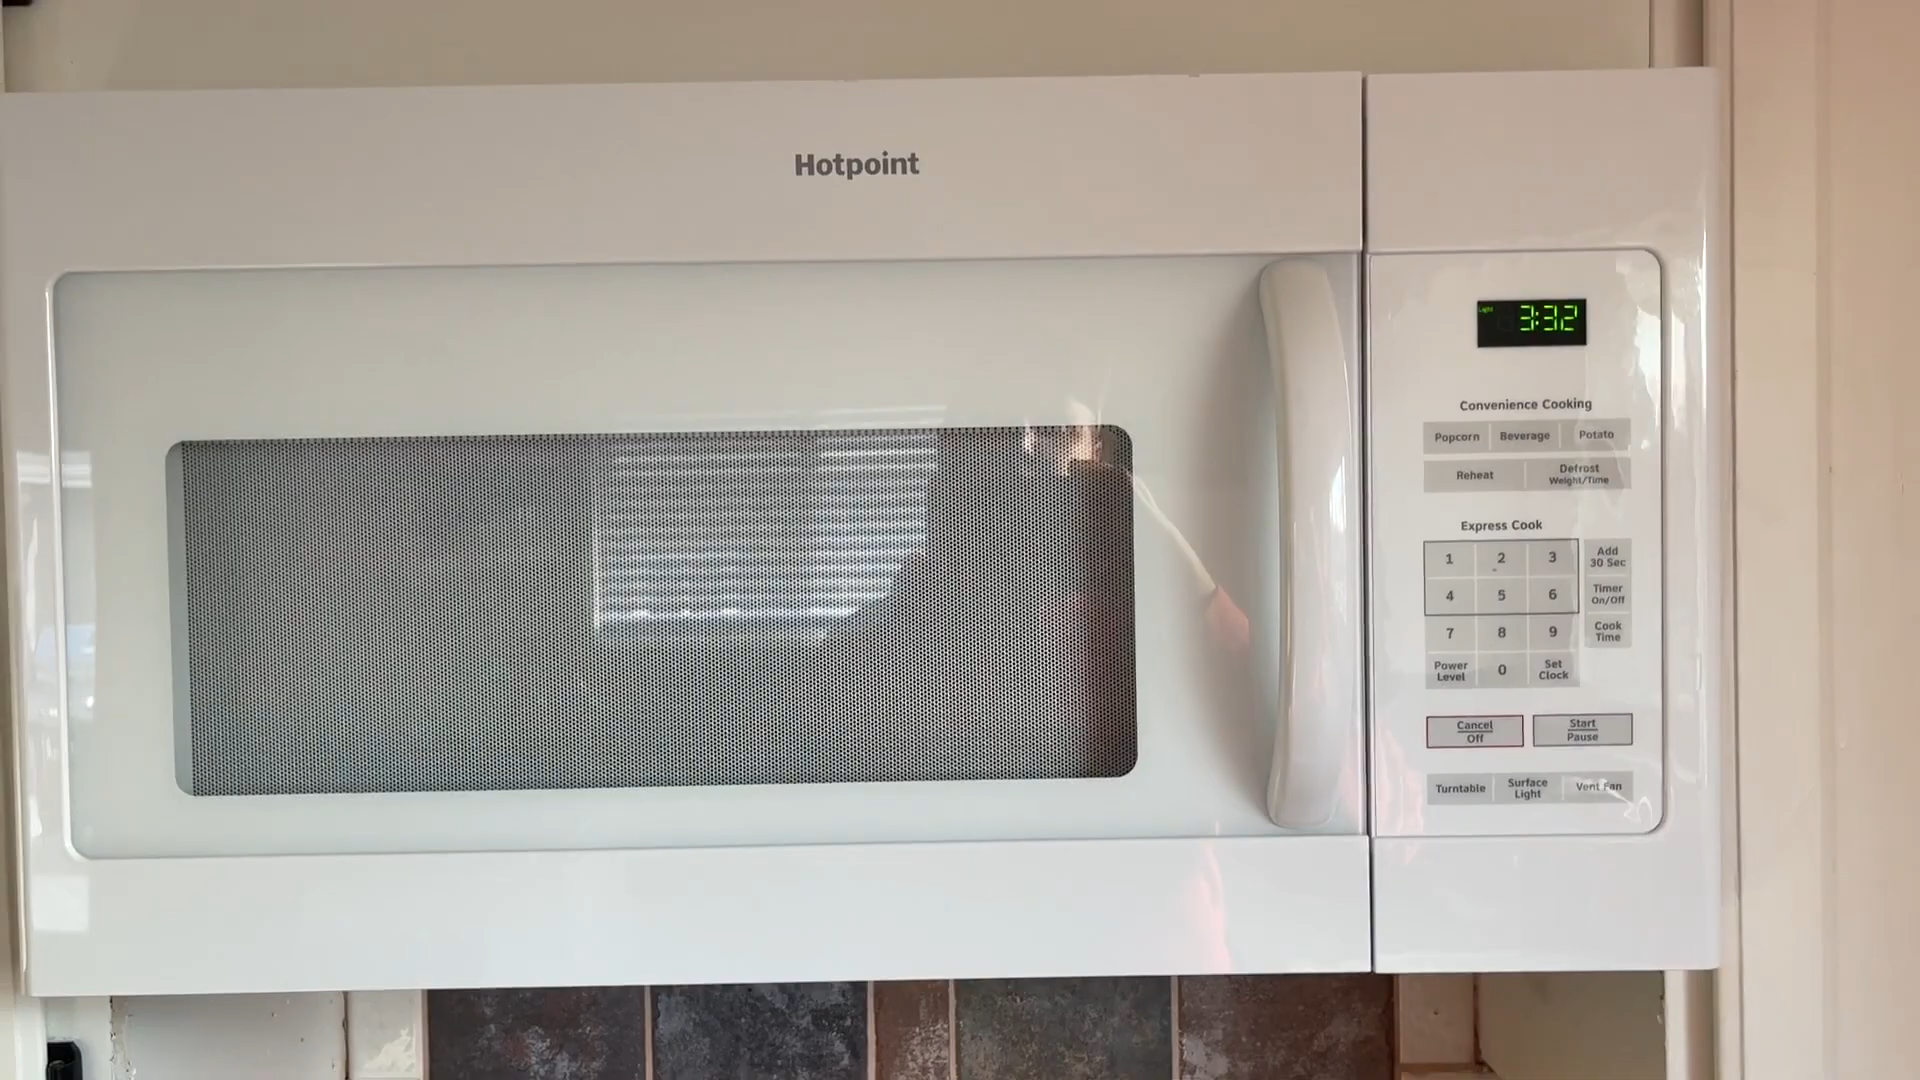 Hotpoint
Light
3:32
Convenience Cooking
Popcorn Beverage Potato
Reheat Defrost
Weight/Time
Express Cook
1 2 3 Add
30 Sec
4 5 6 Timer
On/Off
7 8 9 Cook
Time
Power
Level 0 Set
Clock
Cancel
Off
Start
Pause
Turntable Surface
Light Vent Fan